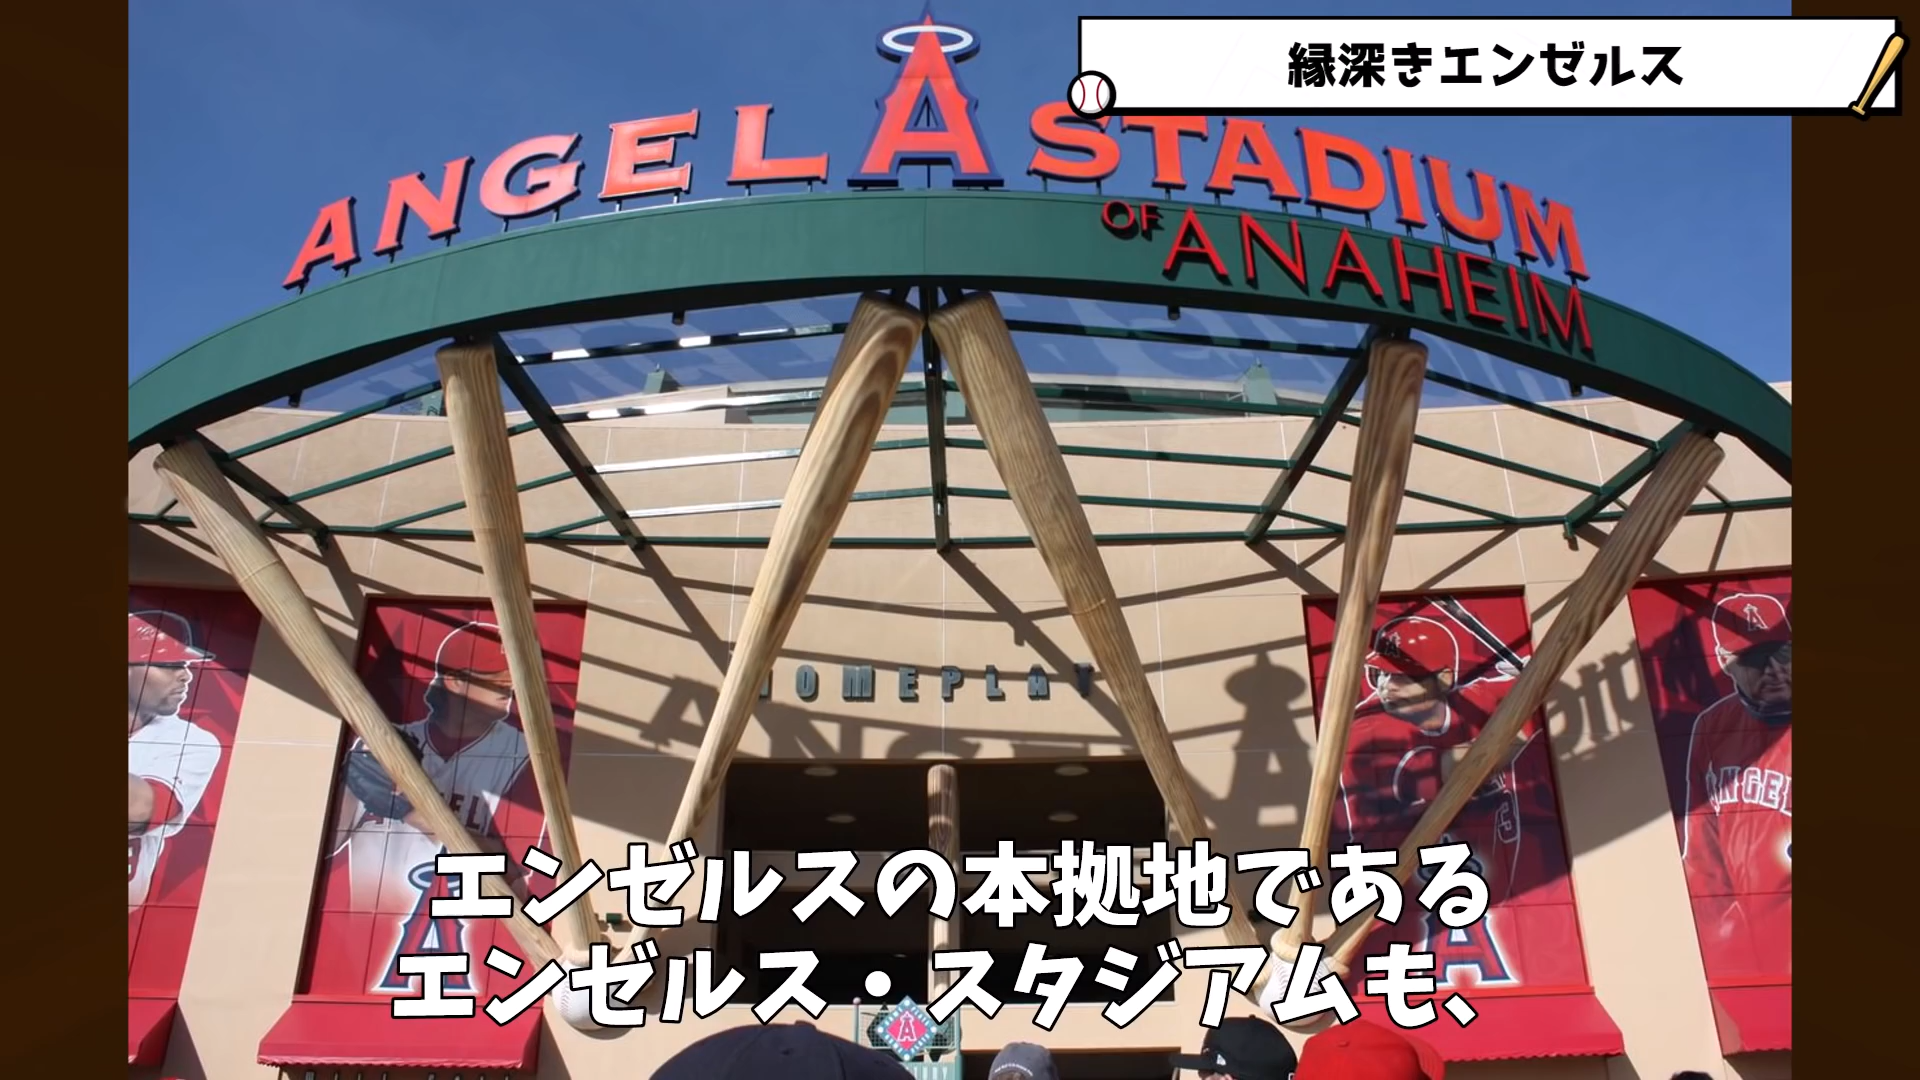 縁深きエンゼルス
ANGEL STADIUM
OF ANAHEIM
HOMEPLAT
ANGEL
エンゼルスの本拠地である
エンゼルス・スタジアムも、